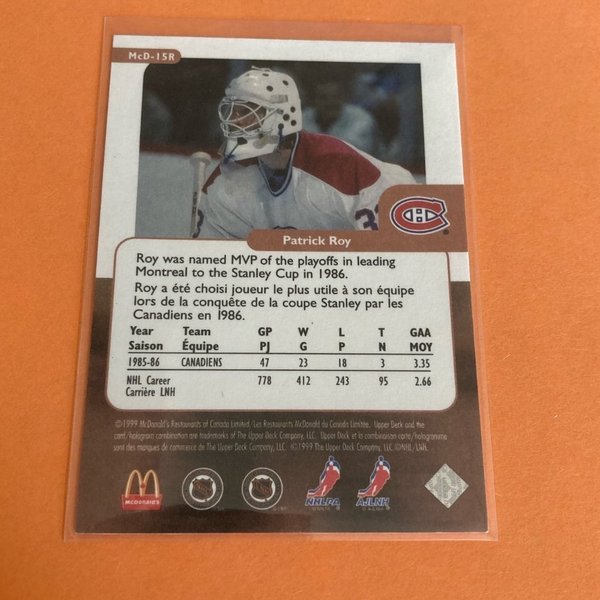 McD-15R
Patrick Roy
Roy was named MVP of the playoffs in leading
Montreal to the Stanley Cup in 1986.
Roy a été choisi joueur le plus utile à son équipe
lors de la conquête de la coupe Stanley par les
Canadiens en 1986.
Year Team GP W L T GAA
Saison Équipe PJ G P N MOY
1985-86 CANADIENS 47 23 18 3 3.35
NHL Career 778 412 243 95 2.66
Carrière LNH
©1999 McDonald's Restaurants of Canada Limited/Les Restaurants McDonald du Canada Limitée. Upper Deck and the
card/hologram combination are trademarks of The Upper Deck Company, LLC. Upper Deck et la combinaison carte/hologramme
sont des marques de commerce de The Upper Deck Company, LLC. ©1999 The Upper Deck Company, LLC. ©NHL/LNH.
McDONALD'S
NHLPA
AJLNH